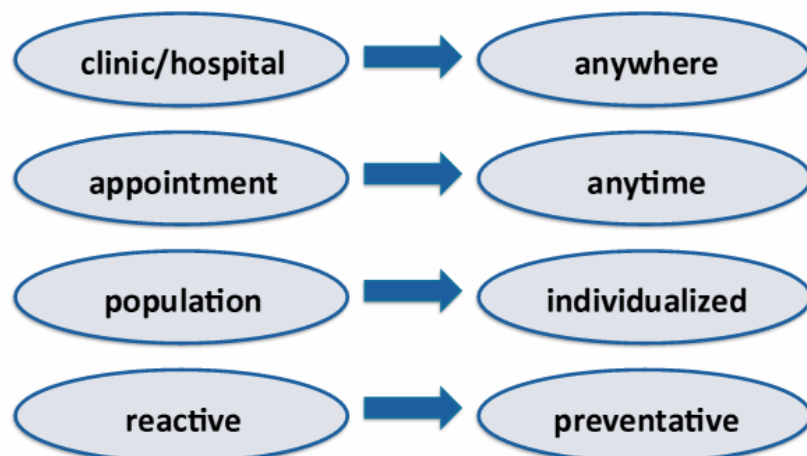 clinic/hospital anywhere
appointment anytime
population individualized
reactive preventative